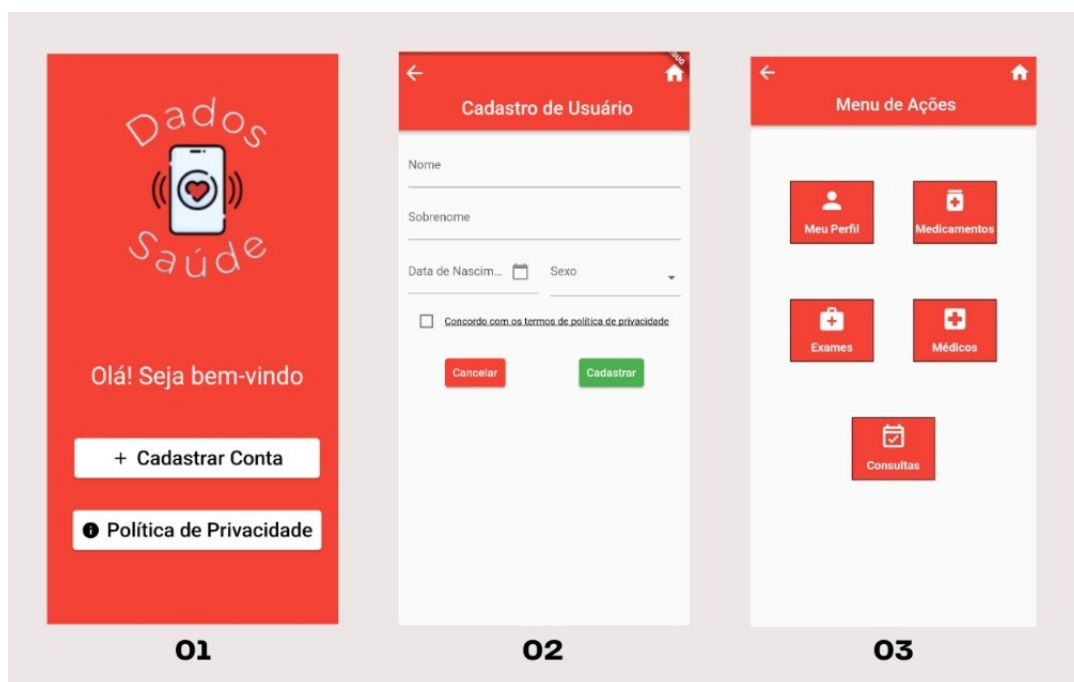 Dados
Saúde
Olá! Seja bem-vindo
+ Cadastrar Conta
Política de Privacidade
01
Cadastro de Usuário
Nome
Sobrenome
Data de Nascim... Sexo
Concordo com os termos de política de privacidade
Cancelar Cadastrar
02
Menu de Ações
Meu Perfil Medicamentos
Exames Médicos
Consultas
03